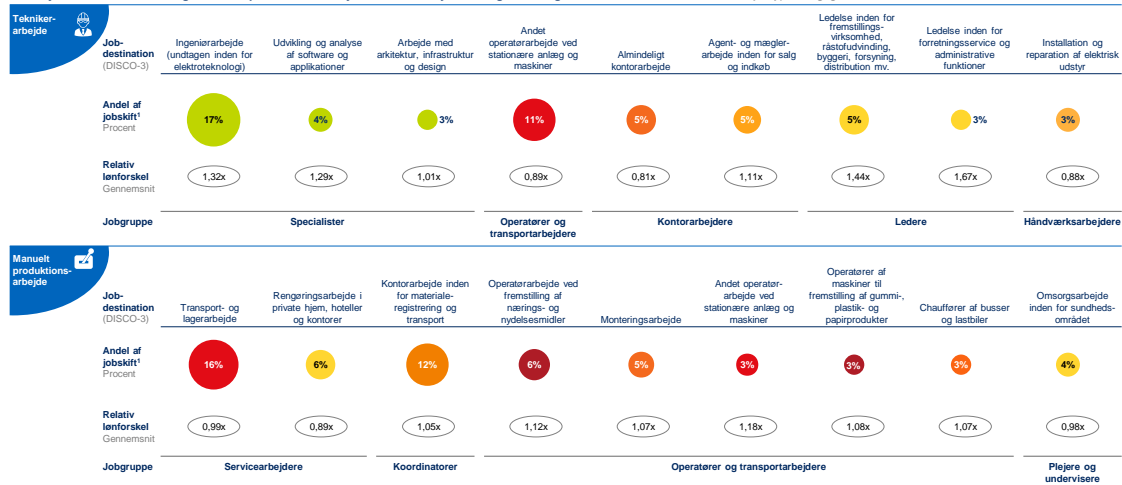 Tekniker-
arbejde
Job-
destination
(DISCO-3)
Ingeniørarbejde
(undtagen inden for
elektroteknologi)
Udvikling og analyse
af software og
applikationer
Arbejde med
arkitektur, infrastruktur
og design
Andet
operatørarbejde ved
stationære anlæg og
maskiner
Almindeligt
kontorarbejde
Agent- og mægler-
arbejde inden for salg
og indkøb
Ledelse inden for
fremstillings-
virksomhed,
råstofudvinding,
byggeri, forsyning,
distribution mv.
Ledelse inden for
forretningsservice og
administrative
funktioner
Installation og
reparation af elektrisk
udstyr
Andel af
jobskift¹
Procent
17%
4%
3%
11%
5%
5%
5%
3%
3%
Relativ
lønforskel
Gennemsnit
1,32x
1,29x
1,01x
0,89x
0,81x
1,11x
1,44x
1,67x
0,88x
Jobgruppe
Specialister
Operatører og
transportarbejdere
Kontorarbejdere
Ledere
Håndværksarbejdere
Manuelt
produktions-
arbejde
Job-
destination
(DISCO-3)
Transport- og
lagerarbejde
Rengøringsarbejde i
private hjem, hoteller
og kontorer
Kontorarbejde inden
for materiale-
registrering og
transport
Operatørarbejde ved
fremstilling af
nærings- og
nydelsesmidler
Monteringsarbejde
Andet operatør-
arbejde ved
stationære anlæg og
maskiner
Operatører af
maskiner til
fremstilling af gummi-,
plastik- og
papirprodukter
Chauffører af busser
og lastbiler
Omsorgsarbejde
inden for sundheds-
området
Andel af
jobskift¹
Procent
16%
6%
12%
6%
5%
3%
3%
3%
4%
Relativ
lønforskel
Gennemsnit
0,99x
0,89x
1,05x
1,12x
1,07x
1,18x
1,08x
1,07x
0,98x
Jobgruppe
Servicearbejdere
Koordinatorer
Operatører og transportarbejdere
Plejere og
undervisere